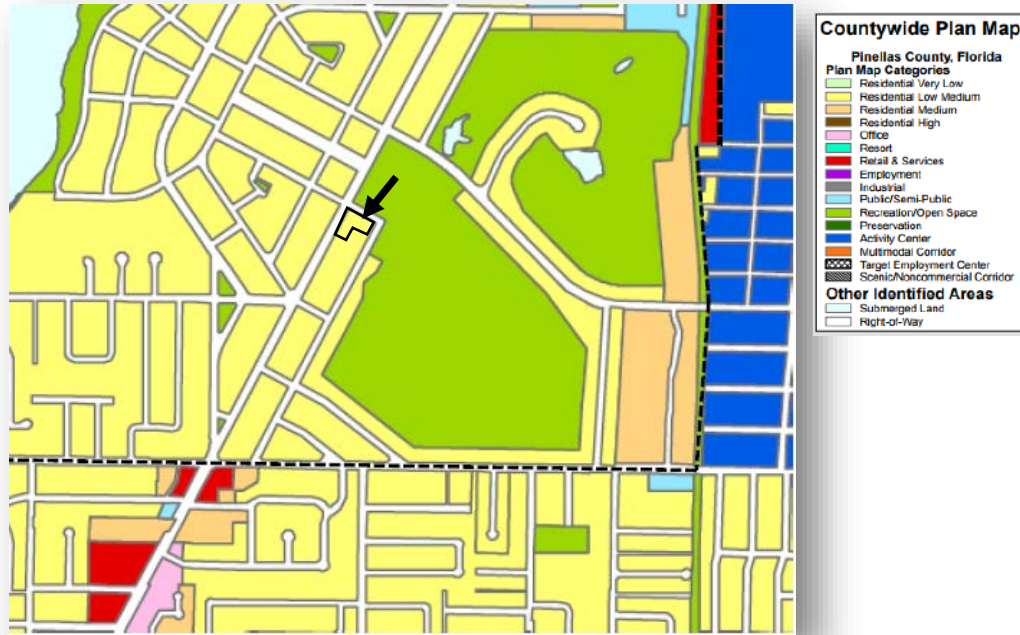 Countywide Plan Map
Pinellas County, Florida
Plan Map Categories
Residential Very Low
Residential Low Medium
Residential Medium
Residential High
Office
Resort
Retail & Services
Employment
Industrial
Public/Semi-Public
Recreation/Open Space
Preservation
Activity Center
Multimodal Corridor
Target Employment Center
Scenic/Noncommercial Corridor
Other Identified Areas
Submerged Land
Right-of-Way